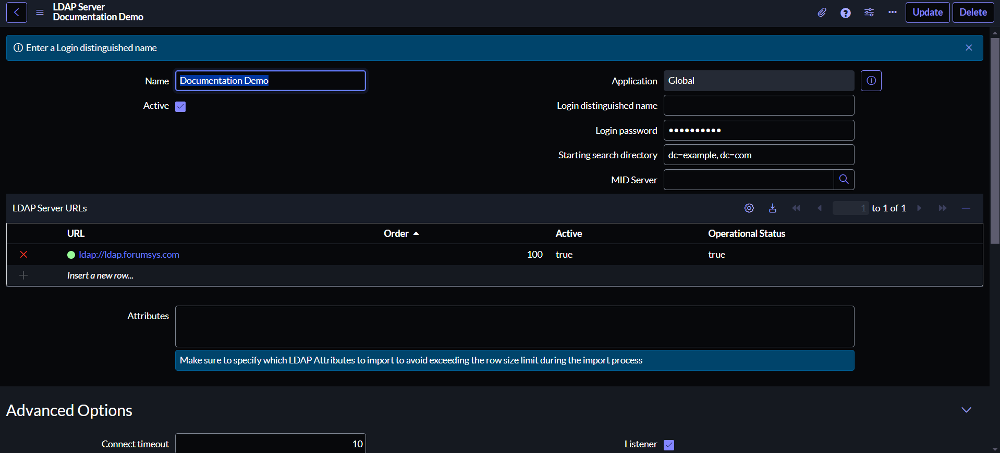 LDAP Server
Documentation Demo
Update
Delete
Enter a Login distinguished name
Name
Documentation Demo
Application
Global
Active
Login distinguished name
Login password
••••••••••
Starting search directory
dc=example, dc=com
MID Server
LDAP Server URLs
1 to 1 of 1
URL Order Active Operational Status
ldap://ldap.forumsys.com 100 true true
Insert a new row...
Attributes
Make sure to specify which LDAP Attributes to import to avoid exceeding the row size limit during the import process
Advanced Options
Connect timeout
10
Listener